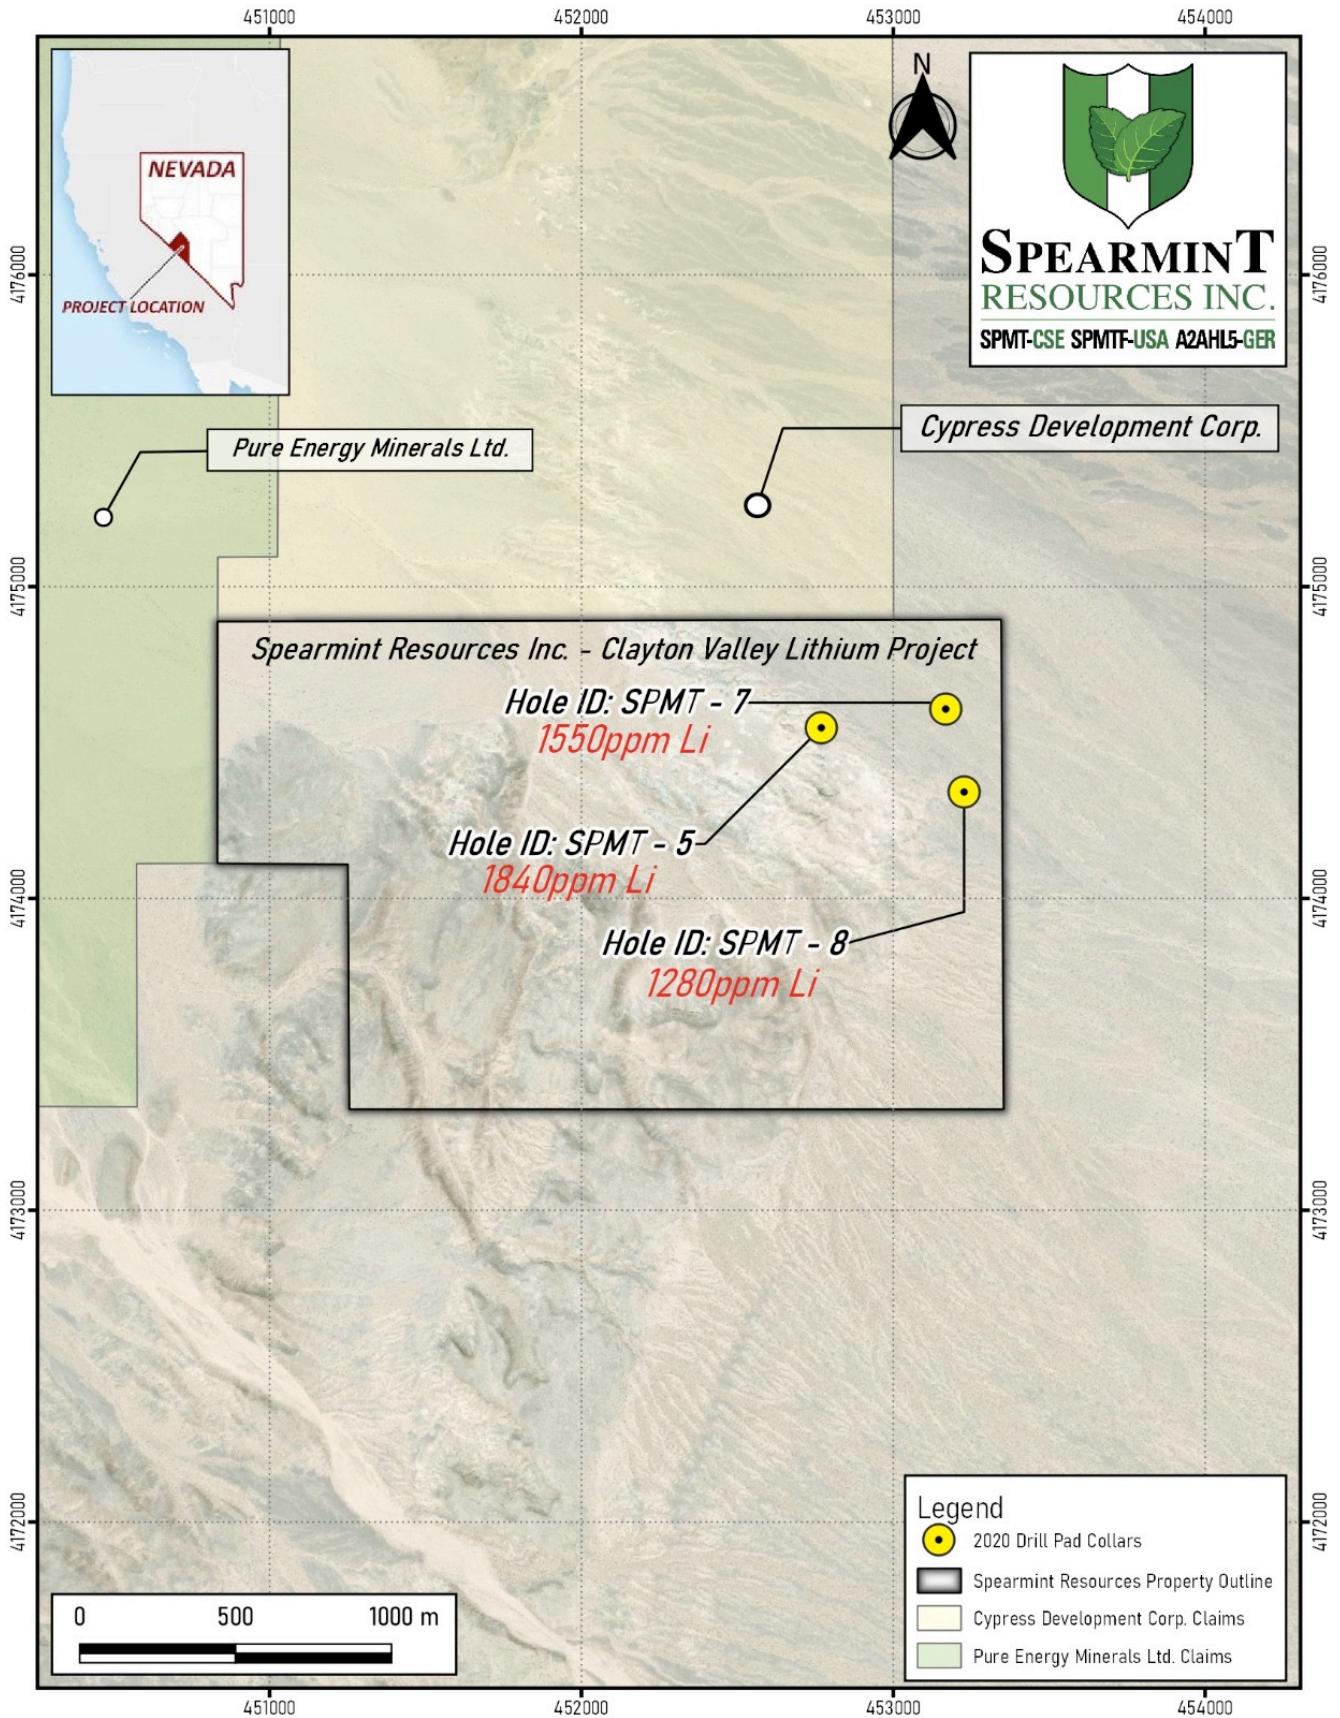 451000
452000
453000
454000
N
NEVADA
PROJECT LOCATION
SPEARMINT
RESOURCES INC.
SPMT-CSE SPMTF-USA A2AHL5-GER
4176000
4176000
Pure Energy Minerals Ltd.
Cypress Development Corp.
4175000
4175000
Spearmint Resources Inc. - Clayton Valley Lithium Project
Hole ID: SPMT - 7
1550ppm Li
Hole ID: SPMT - 5
1840ppm Li
4174000
4174000
Hole ID: SPMT - 8
1280ppm Li
4173000
4173000
4172000
4172000
Legend
2020 Drill Pad Collars
Spearmint Resources Property Outline
Cypress Development Corp. Claims
Pure Energy Minerals Ltd. Claims
0 500 1000 m
451000
452000
453000
454000